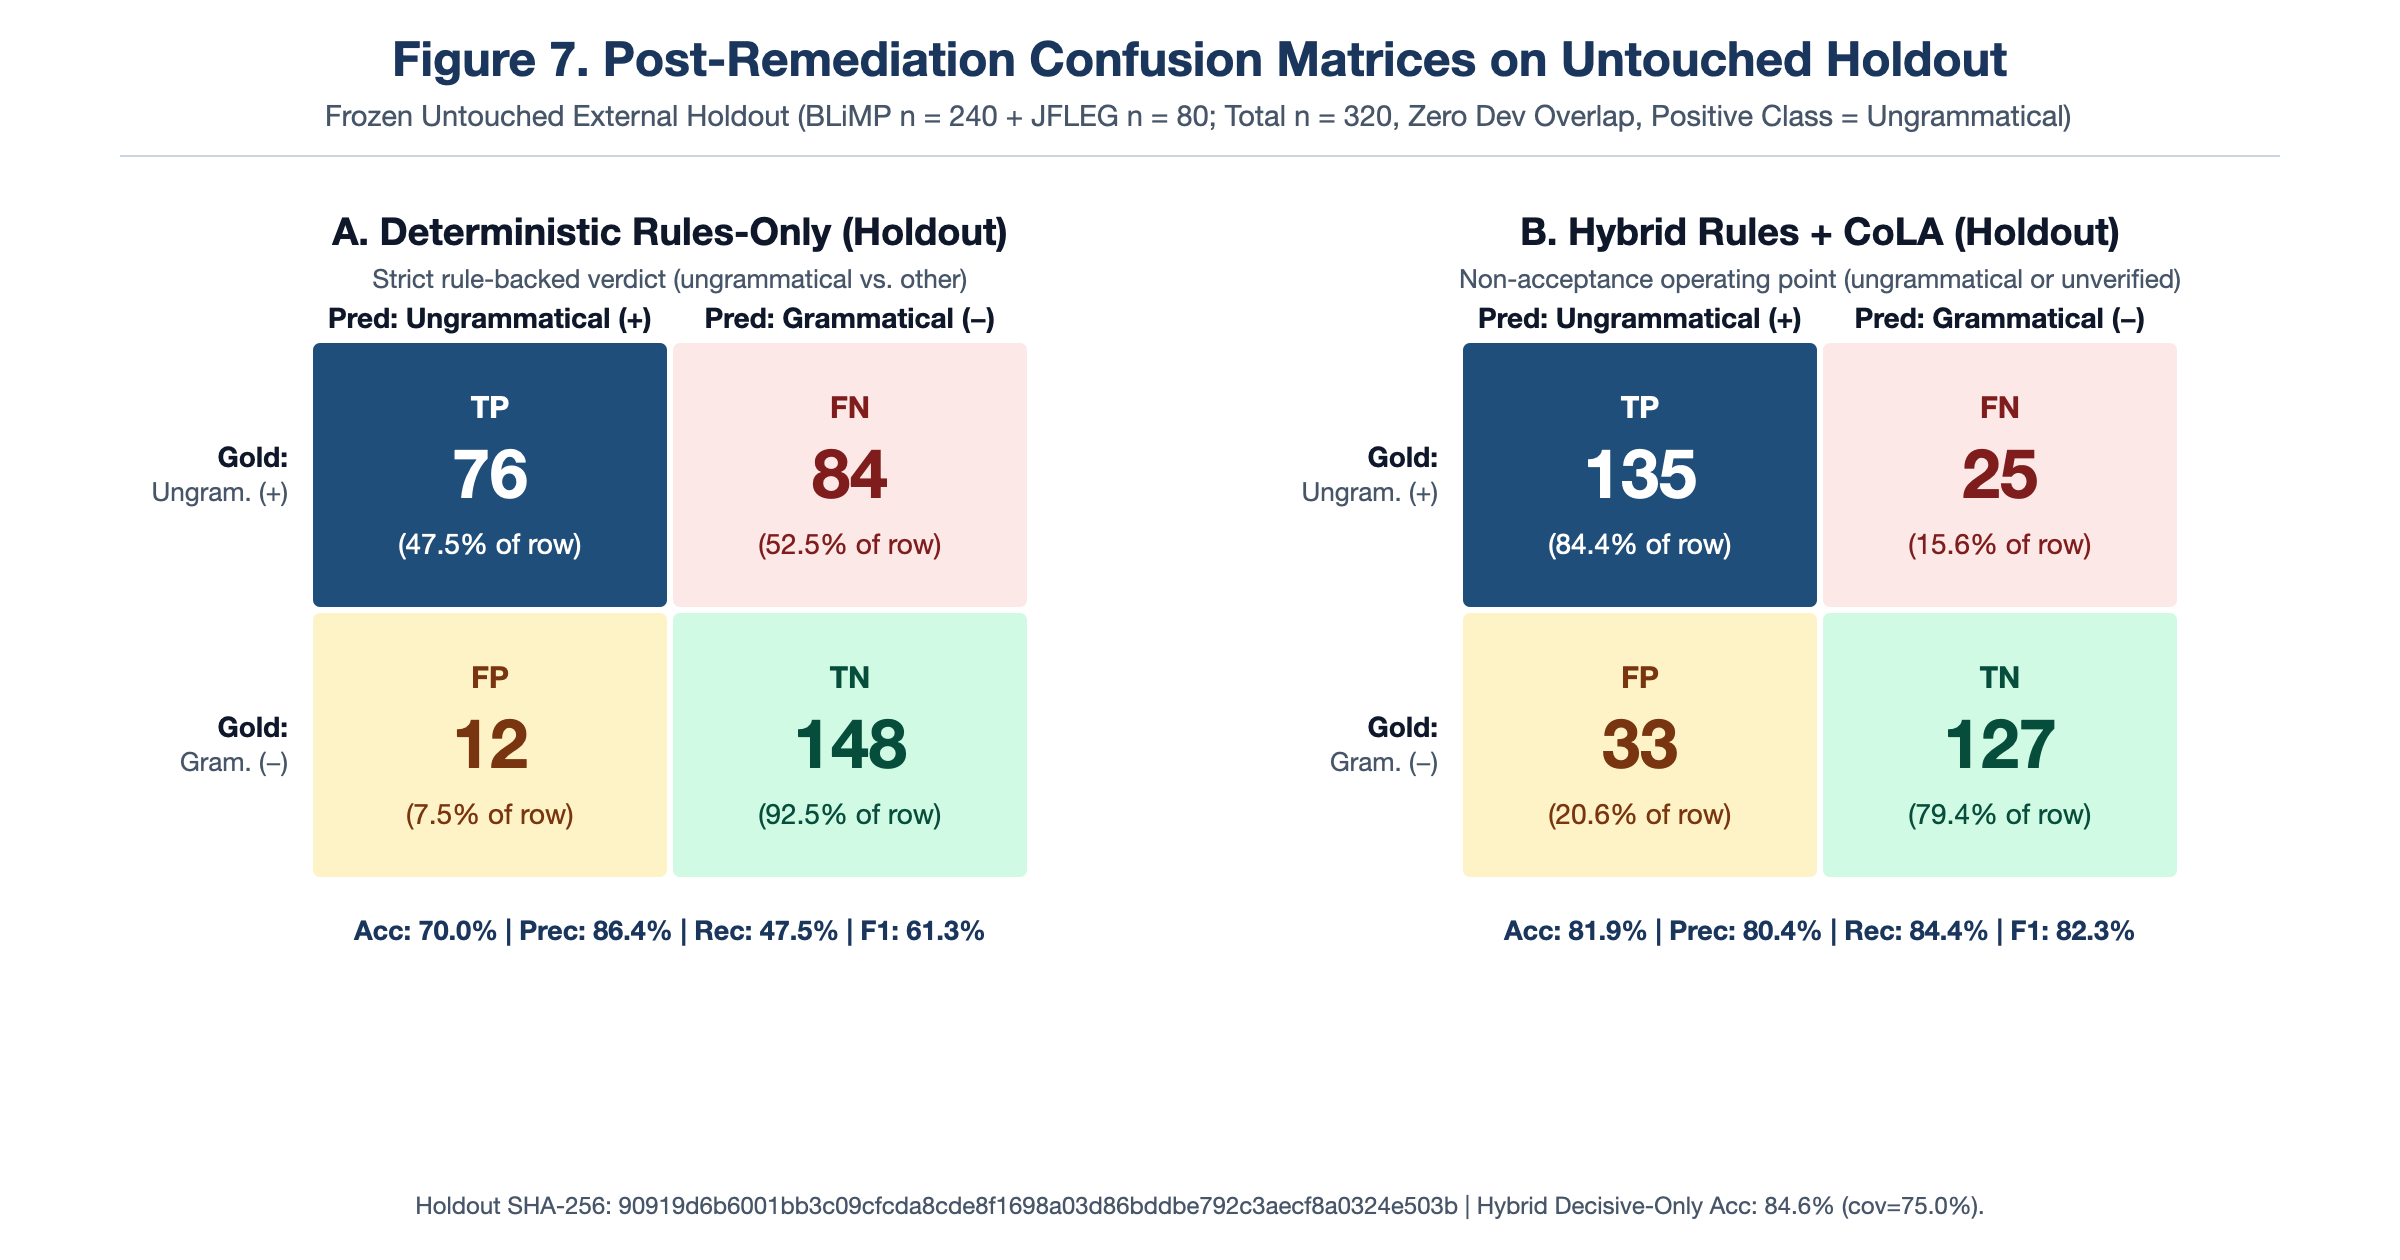 Figure 7. Post-Remediation Confusion Matrices on Untouched Holdout
Frozen Untouched External Holdout (BLiMP n = 240 + JFLEG n = 80; Total n = 320, Zero Dev Overlap, Positive Class = Ungrammatical)
A. Deterministic Rules-Only (Holdout)
Strict rule-backed verdict (ungrammatical vs. other)
Pred: Ungrammatical (+) Pred: Grammatical (–)
Gold:
Ungram. (+)
TP
76
(47.5% of row)
FN
84
(52.5% of row)
Gold:
Gram. (–)
FP
12
(7.5% of row)
TN
148
(92.5% of row)
Acc: 70.0% | Prec: 86.4% | Rec: 47.5% | F1: 61.3%
B. Hybrid Rules + CoLA (Holdout)
Non-acceptance operating point (ungrammatical or unverified)
Pred: Ungrammatical (+) Pred: Grammatical (–)
Gold:
Ungram. (+)
TP
135
(84.4% of row)
FN
25
(15.6% of row)
Gold:
Gram. (–)
FP
33
(20.6% of row)
TN
127
(79.4% of row)
Acc: 81.9% | Prec: 80.4% | Rec: 84.4% | F1: 82.3%
Holdout SHA-256: 90919d6b6001bb3c09cfcda8cde8f1698a03d86bddbe792c3aecf8a0324e503b | Hybrid Decisive-Only Acc: 84.6% (cov=75.0%).